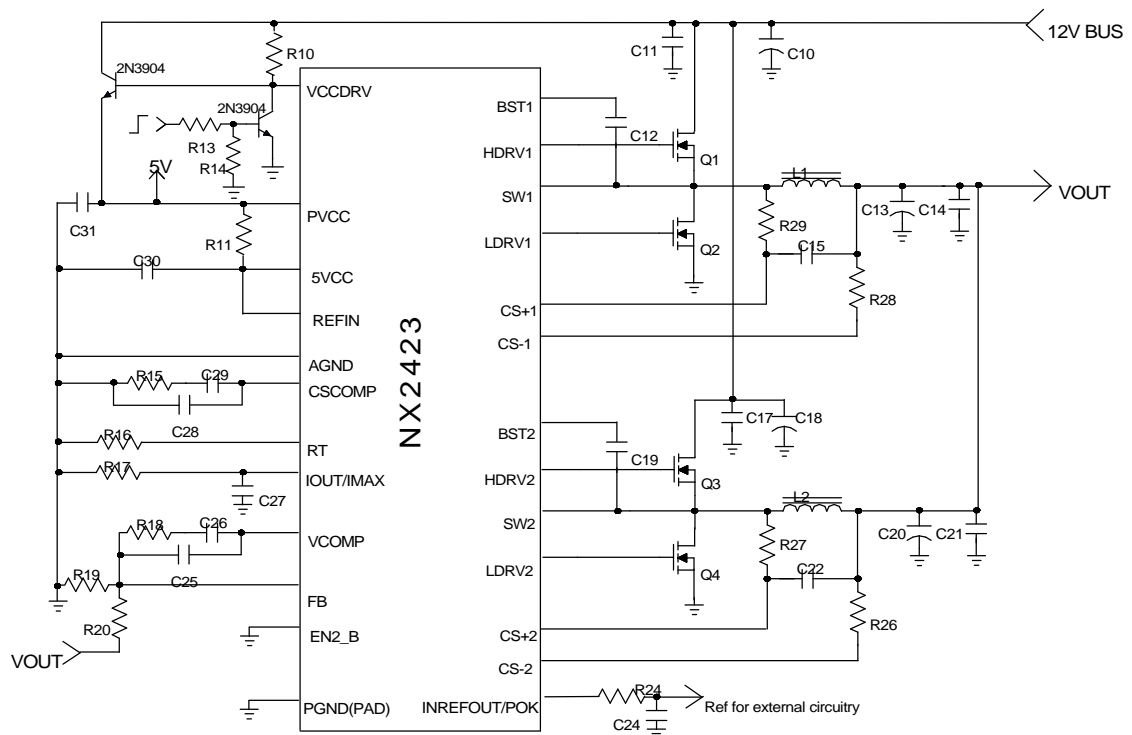 12V BUS
C11
C10
R10
2N3904
VCCDRV
2N3904
R13
R14
5V
C31
PVCC
R11
C30
5VCC
REFIN
AGND
R15
C29
CSCOMP
C28
R16
RT
R17
IOUT/IMAX
C27
R18
C26
VCOMP
C25
R19
FB
R20
EN2_B
VOUT
PGND(PAD)
NX2423
BST1
C12
HDRV1
Q1
SW1
L1
VOUT
C13
C14
LDRV1
Q2
R29
C15
CS+1
R28
CS-1
BST2
C17
C18
C19
HDRV2
Q3
SW2
L2
C20
C21
LDRV2
Q4
R27
C22
CS+2
R26
CS-2
INREFOUT/POK
R24
Ref for external circuitry
C24